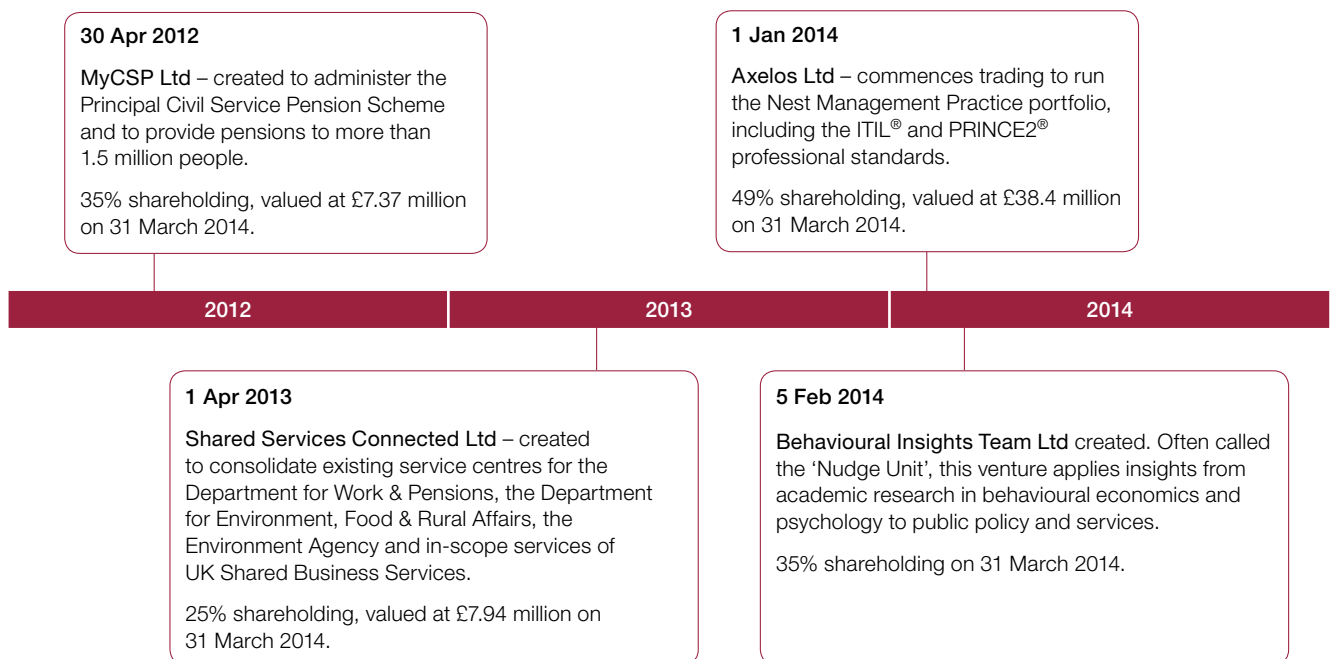 30 Apr 2012
MyCSP Ltd – created to administer the
Principal Civil Service Pension Scheme
and to provide pensions to more than
1.5 million people.
35% shareholding, valued at £7.37 million
on 31 March 2014.
1 Jan 2014
Axelos Ltd – commences trading to run
the Nest Management Practice portfolio,
including the ITIL® and PRINCE2®
professional standards.
49% shareholding, valued at £38.4 million
on 31 March 2014.
2012
2013
2014
1 Apr 2013
Shared Services Connected Ltd – created
to consolidate existing service centres for the
Department for Work & Pensions, the Department
for Environment, Food & Rural Affairs, the
Environment Agency and in-scope services of
UK Shared Business Services.
25% shareholding, valued at £7.94 million on
31 March 2014.
5 Feb 2014
Behavioural Insights Team Ltd created. Often called
the ‘Nudge Unit’, this venture applies insights from
academic research in behavioural economics and
psychology to public policy and services.
35% shareholding on 31 March 2014.